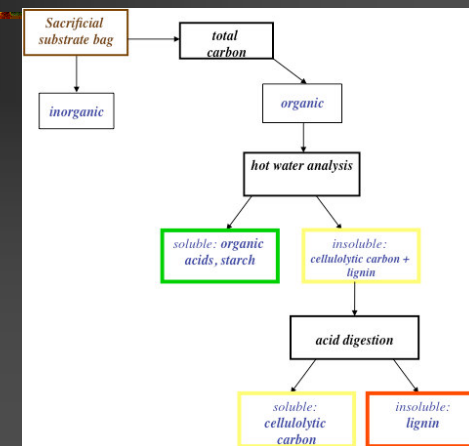 Sacrificial
substrate bag
total
carbon
inorganic
organic
hot water analysis
soluble: organic
acids, starch
insoluble:
cellulolytic carbon +
lignin
acid digestion
soluble:
cellulolytic
carbon
insoluble:
lignin